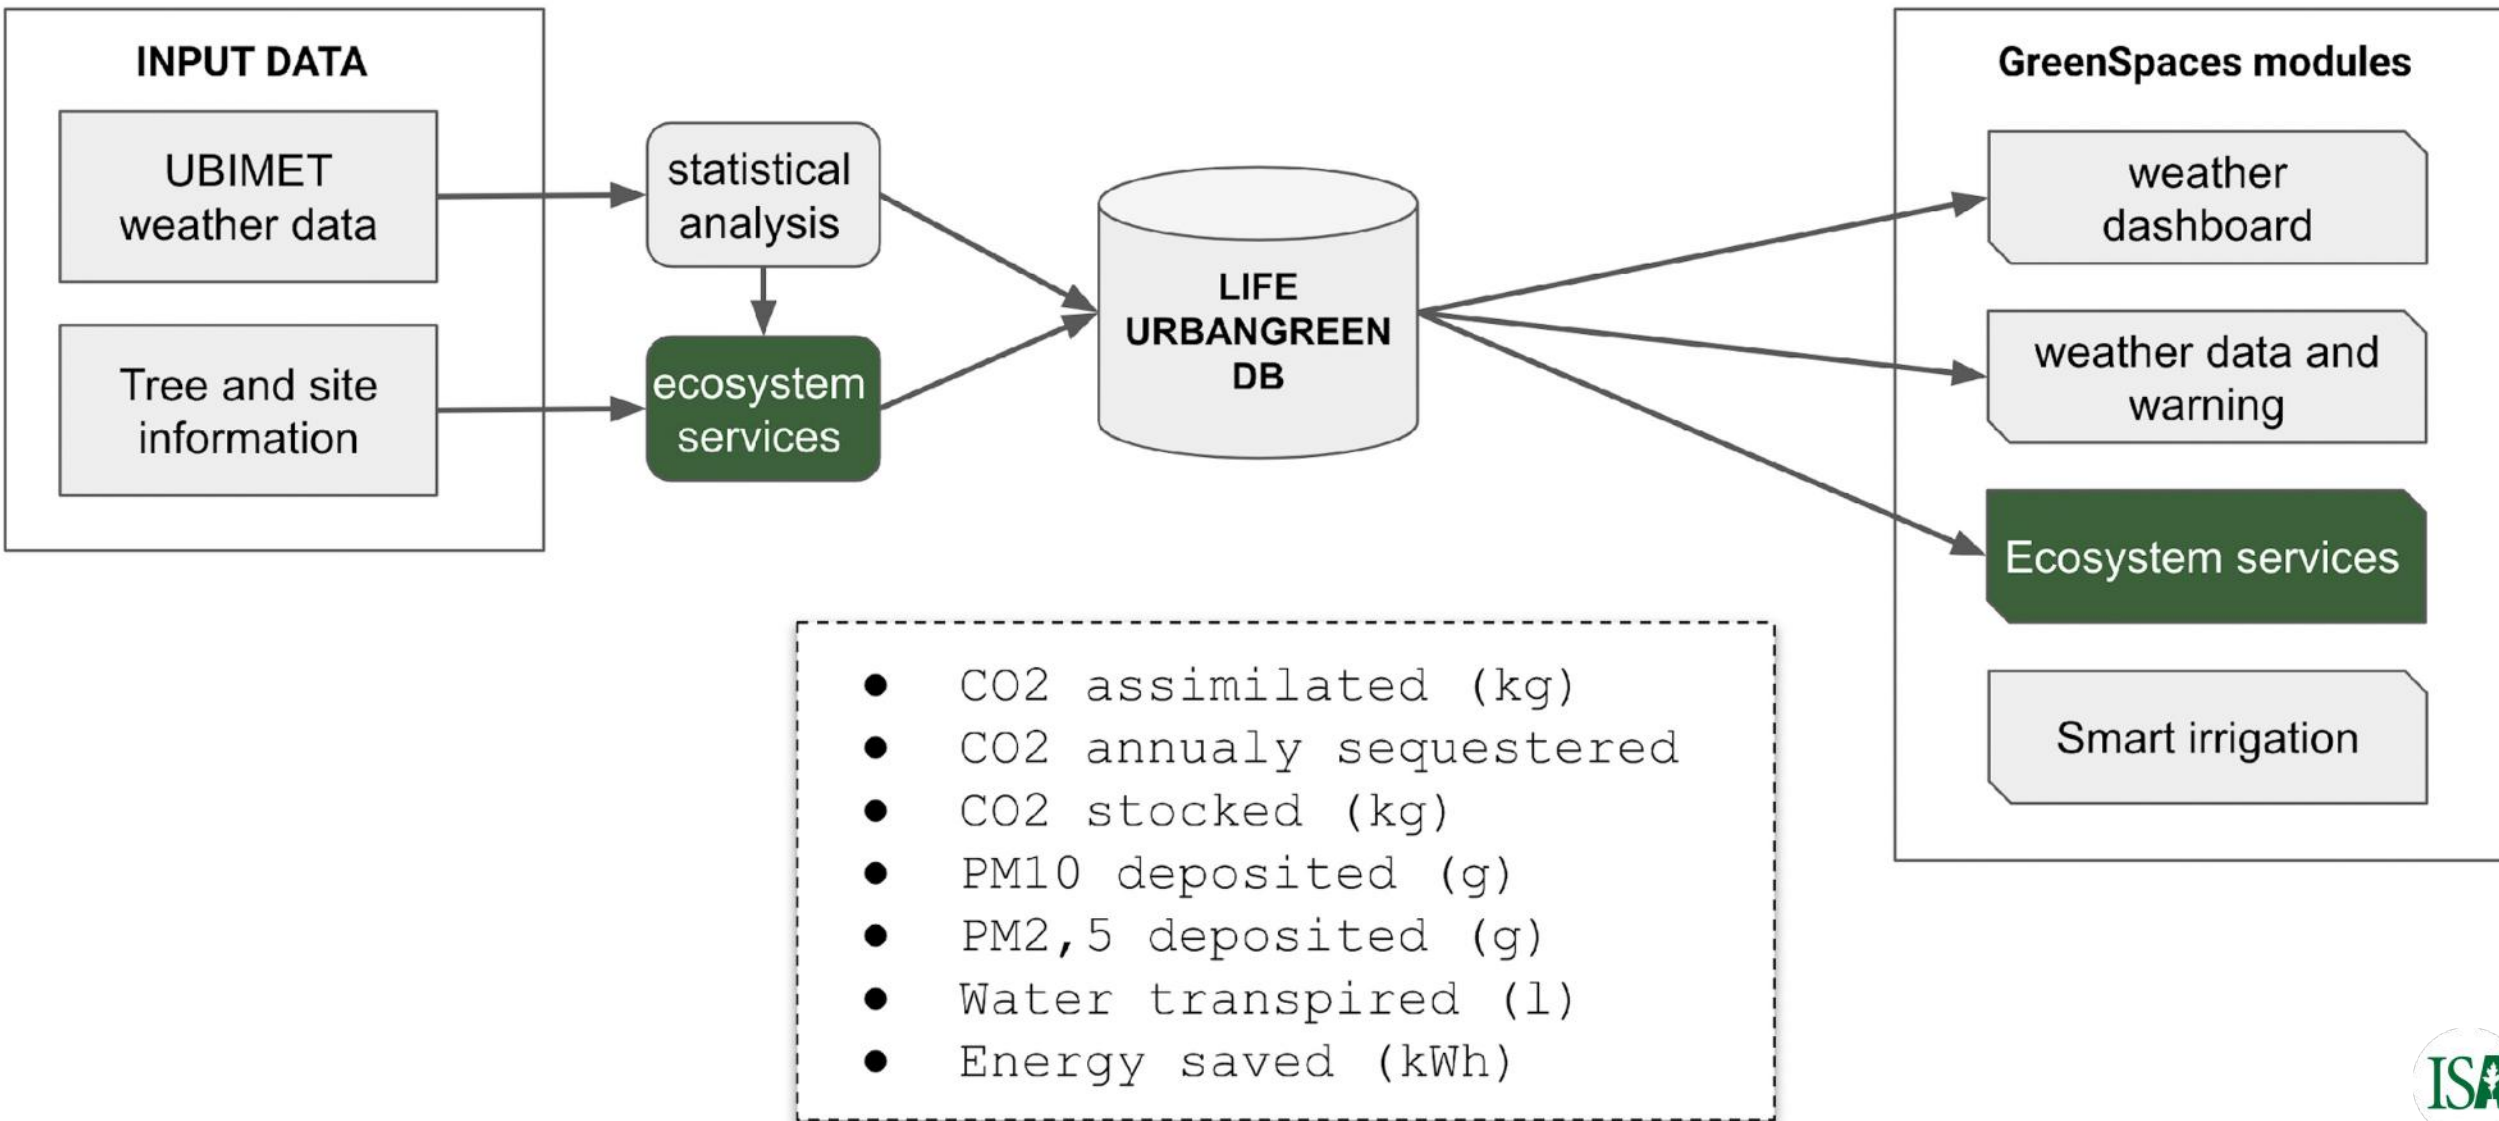 INPUT DATA
UBIMET
weather data
Tree and site
information
statistical
analysis
ecosystem
services
LIFE
URBANGREEN
DB
GreenSpaces modules
weather
dashboard
weather data and
warning
Ecosystem services
Smart irrigation
● CO2 assimilated (kg)
● CO2 annualy sequestered
● CO2 stocked (kg)
● PM10 deposited (g)
● PM2,5 deposited (g)
● Water transpired (l)
● Energy saved (kWh)
ISA